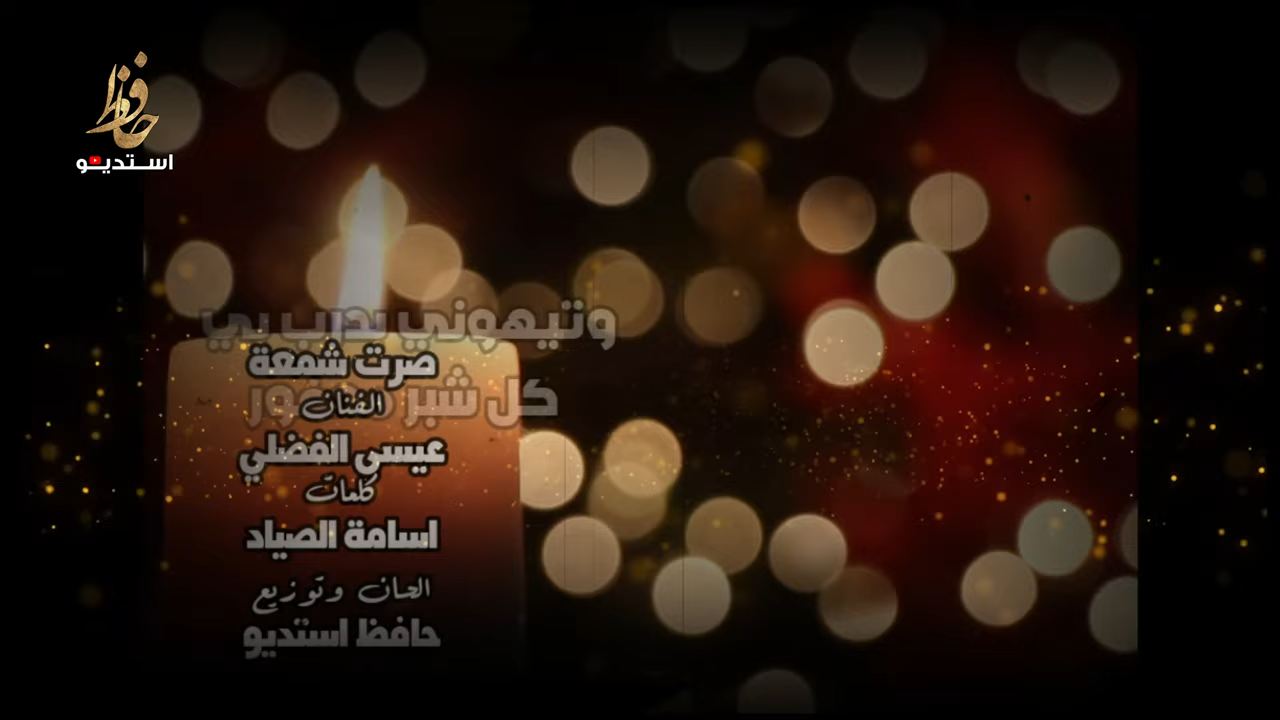 حافظ
استديو
وتيهوني بدرب بي
صرت شمعة
كل شبر
الفنان
عيسى الفضلي
كلمات
اسامة الصياد
الحان وتوزيع
حافظ استديو